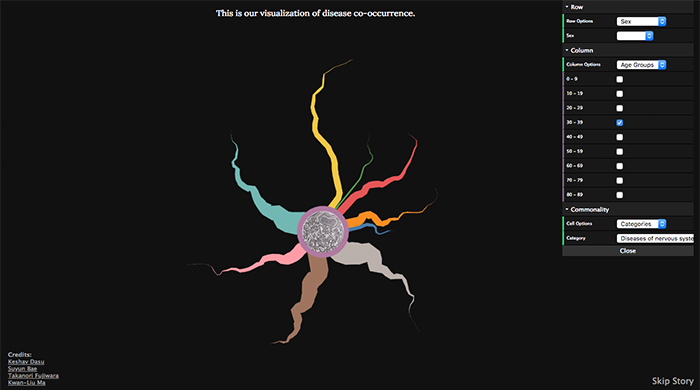 This is our visualization of disease co-occurrence.
Row
Row Options Sex
Sex
Column
Column Options Age Groups
0 - 9
10 - 19
20 - 29
30 - 39
40 - 49
50 - 59
60 - 69
70 - 79
80 - 89
Commonality
Cell Options Categories
Category Diseases of nervous syste
Close
Credits:
Keshav Dasu
Suyun Bae
Takanori Fujiwara
Kwan-Liu Ma
Skip Story